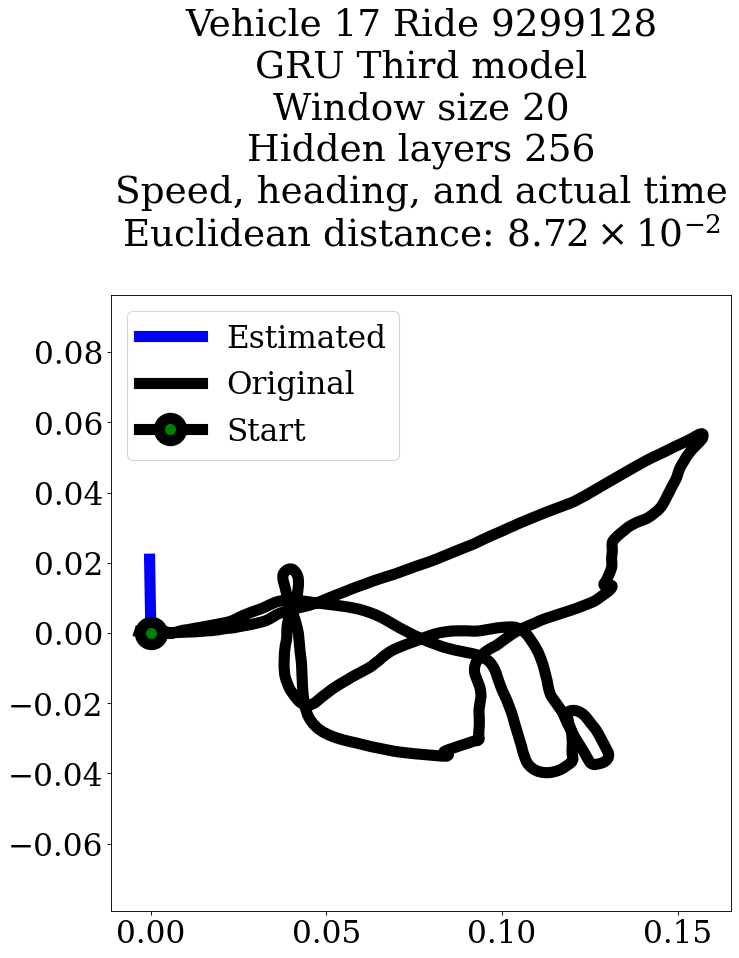 Vehicle 17 Ride 9299128
GRU Third model
Window size 20
Hidden layers 256
Speed, heading, and actual time
Euclidean distance: 8.72 × 10⁻²
Estimated
Original
Start
0.08
0.06
0.04
0.02
0.00
−0.02
−0.04
−0.06
0.00 0.05 0.10 0.15